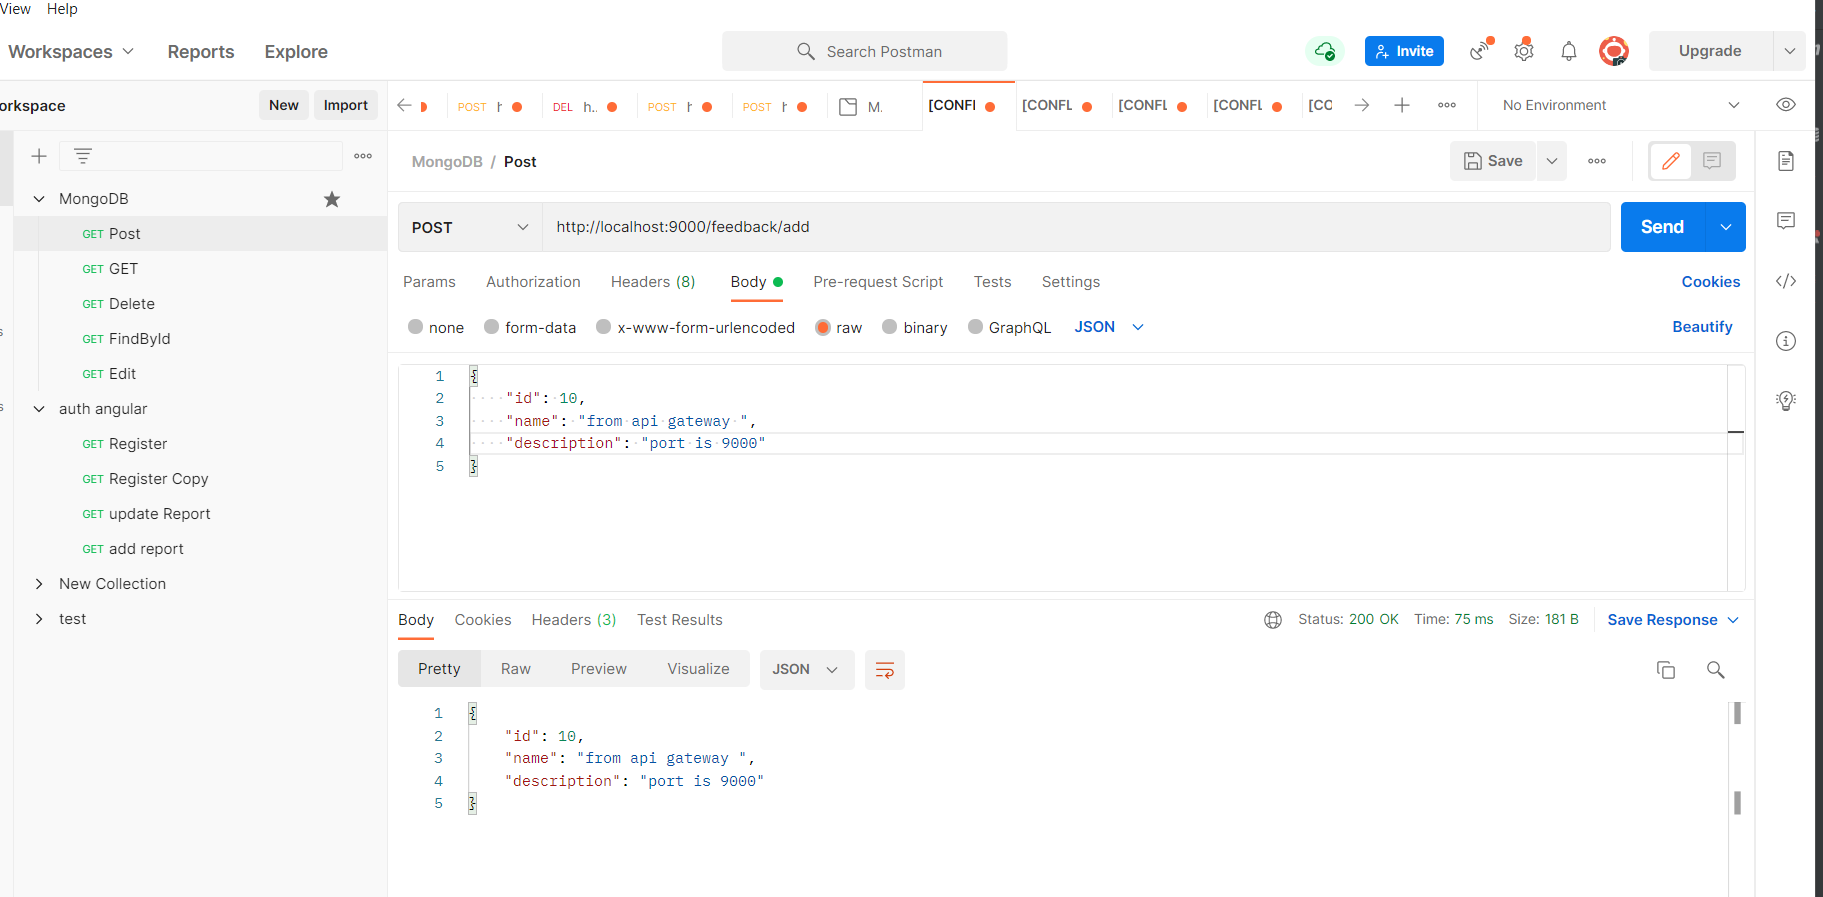 View Help
Workspaces Reports Explore Search Postman Invite Upgrade
orkspace New Import POST h DEL h.. POST h POST h M. [CONFI [CONFL [CONFL [CONFL [CO No Environment
MongoDB / Post Save
MongoDB
GET Post
GET GET
GET Delete
GET FindById
GET Edit
auth angular
GET Register
GET Register Copy
GET update Report
GET add report
New Collection
test
POST http://localhost:9000/feedback/add Send
Params Authorization Headers (8) Body Pre-request Script Tests Settings Cookies
none form-data x-www-form-urlencoded raw binary GraphQL JSON Beautify
1 {
2 "id": 10,
3 "name": "from api gateway ",
4 "description": "port is 9000"
5 }
Body Cookies Headers (3) Test Results Status: 200 OK Time: 75 ms Size: 181 B Save Response
Pretty Raw Preview Visualize JSON
1 {
2 "id": 10,
3 "name": "from api gateway ",
4 "description": "port is 9000"
5 }